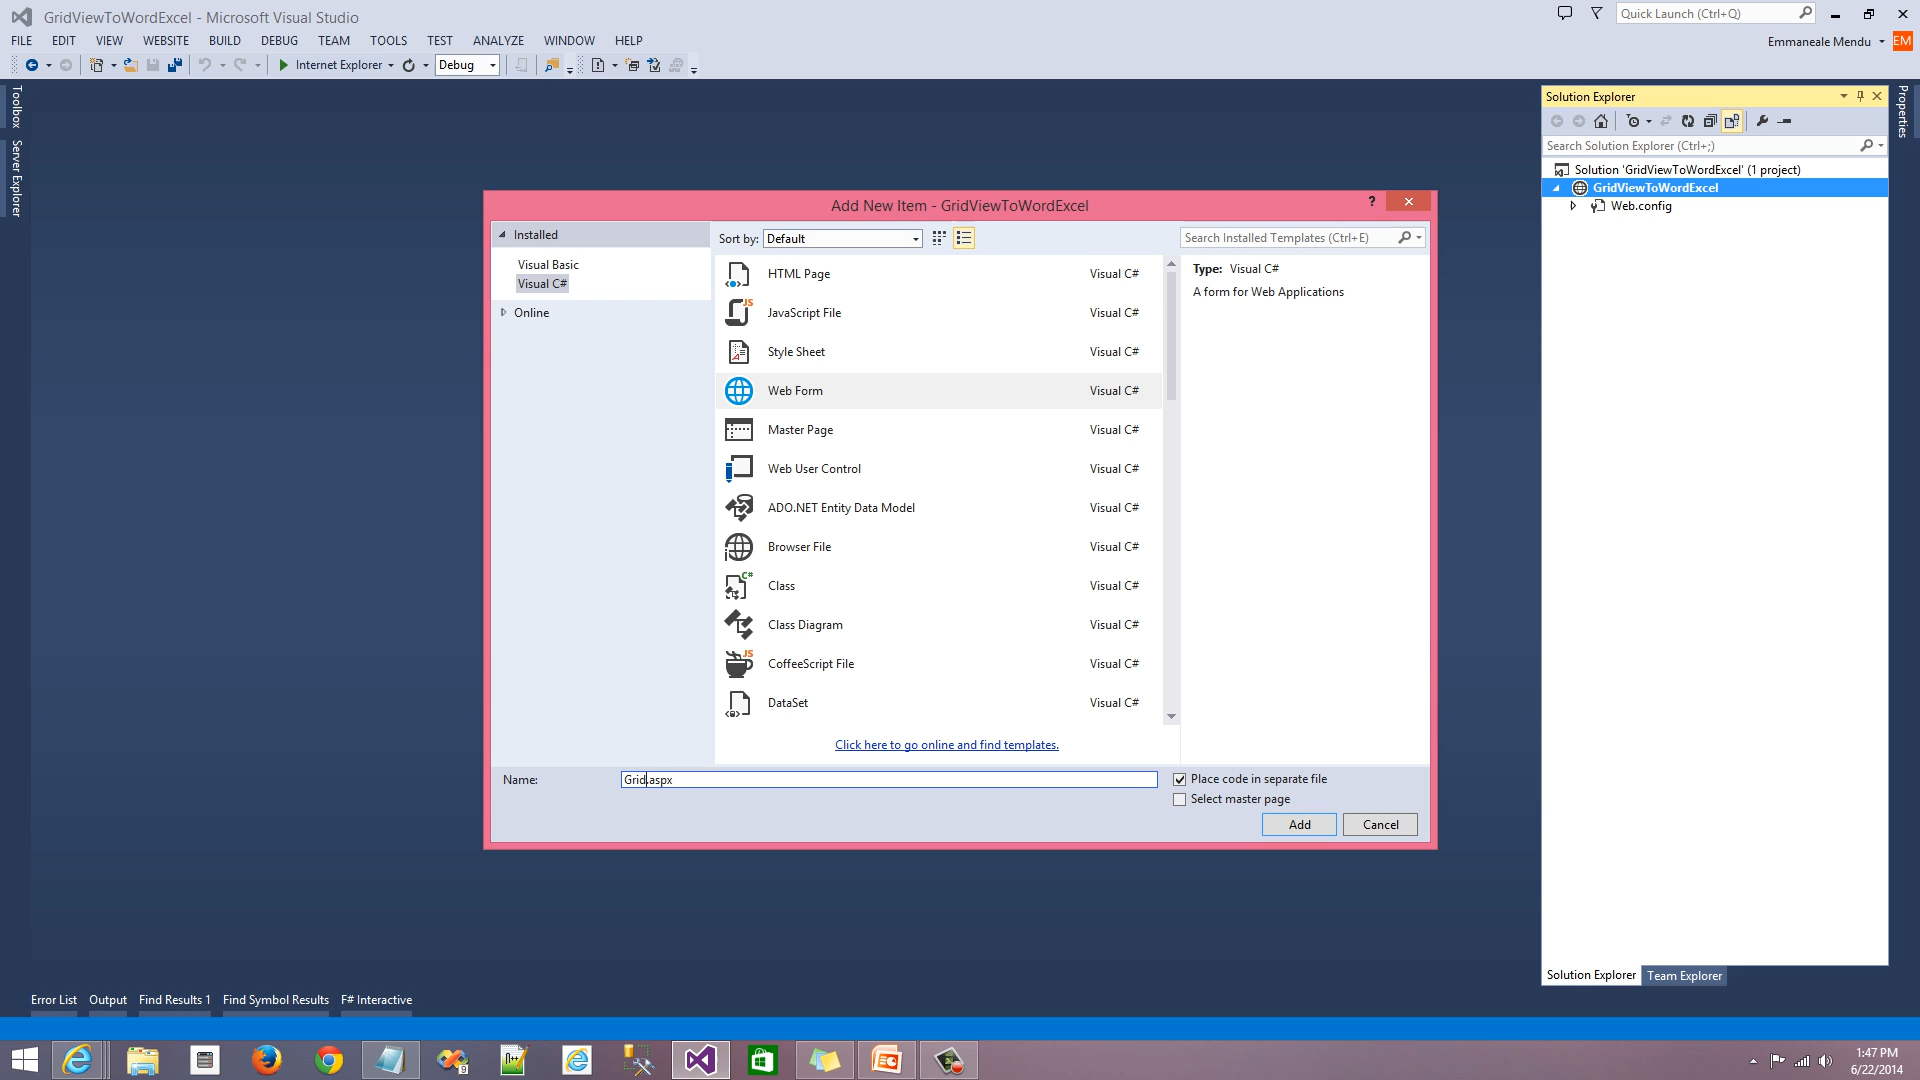 GridViewToWordExcel - Microsoft Visual Studio
Quick Launch (Ctrl+Q)
FILE EDIT VIEW WEBSITE BUILD DEBUG TEAM TOOLS TEST ANALYZE WINDOW HELP
Emmaneale Mendu EM
Internet Explorer Debug
Toolbox
Server Explorer
Properties
Solution Explorer
Search Solution Explorer (Ctrl+;)
Solution 'GridViewToWordExcel' (1 project)
GridViewToWordExcel
Web.config
Add New Item - GridViewToWordExcel
?
Installed
Visual Basic
Visual C#
Online
Sort by: Default
Search Installed Templates (Ctrl+E)
HTML Page Visual C#
JavaScript File Visual C#
Style Sheet Visual C#
Web Form Visual C#
Master Page Visual C#
Web User Control Visual C#
ADO.NET Entity Data Model Visual C#
Browser File Visual C#
Class Visual C#
Class Diagram Visual C#
CoffeeScript File Visual C#
DataSet Visual C#
Click here to go online and find templates.
Type: Visual C#
A form for Web Applications
Name: Grid.aspx
Place code in separate file
Select master page
Add Cancel
Solution Explorer Team Explorer
Error List Output Find Results 1 Find Symbol Results F# Interactive
1:47 PM
6/22/2014